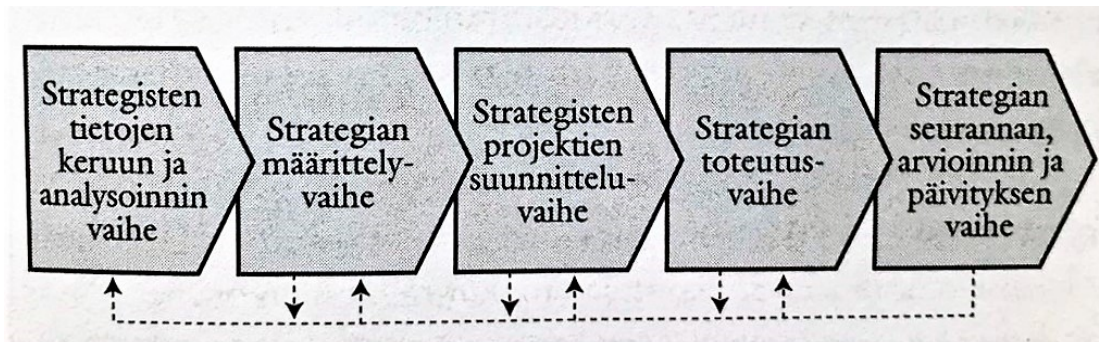 Strategisten
tietojen
keruun ja
analysoinnin
vaihe
Strategian
määrittely-
vaihe
Strategisten
projektien
suunnittelu-
vaihe
Strategian
toteutus-
vaihe
Strategian
seurannan,
arvioinnin ja
päivityksen
vaihe